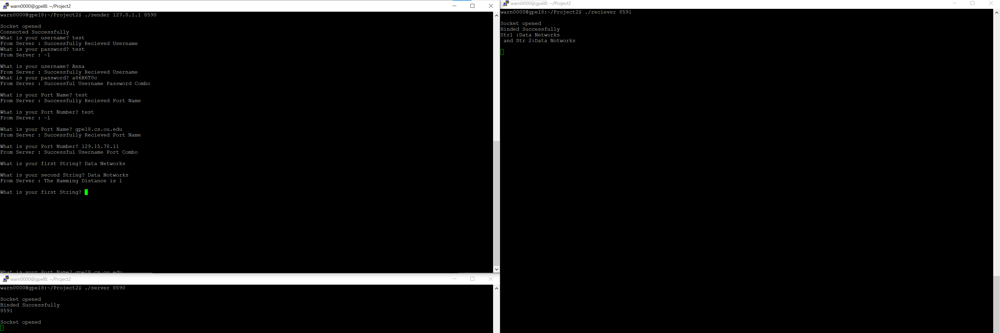 warn0000@gpel8: ~/Project2
warn0000@gpel8:~/Project2$ ./sender 127.0.1.1 8590
Socket opened
Connected Successfully
What is your username? test
From Server : Successfully Recieved Username
What is your password? test
From Server : -1
What is your username? Anna
From Server : Successfully Recieved Username
What is your password? a86H6T0c
From Server : Successful Username Password Combo
What is your Port Name? test
From Server : Successfully Recieved Port Name
What is your Port Number? test
From Server : -1
What is your Port Name? gpel8.cs.ou.edu
From Server : Successfully Recieved Port Name
What is your Port Number? 129.15.78.11
From Server : Successful Username Port Combo
What is your first String? Data Networks
What is your second String? Data Notworks
From Server : The Hamming Distance is 1
What is your first String?
What is your Port Name? gpel8.cs.ou.edu
warn0000@gpel8: ~/Project2
warn0000@gpel8:~/Project2$ ./server 8590
Socket opened
Binded Successfully
8591
Socket opened
warn0000@gpel8: ~/Project2
warn0000@gpel8:~/Project2$ ./reciever 8591
Socket opened
Binded Successfully
Str1 :Data Networks
and Str 2:Data Notworks